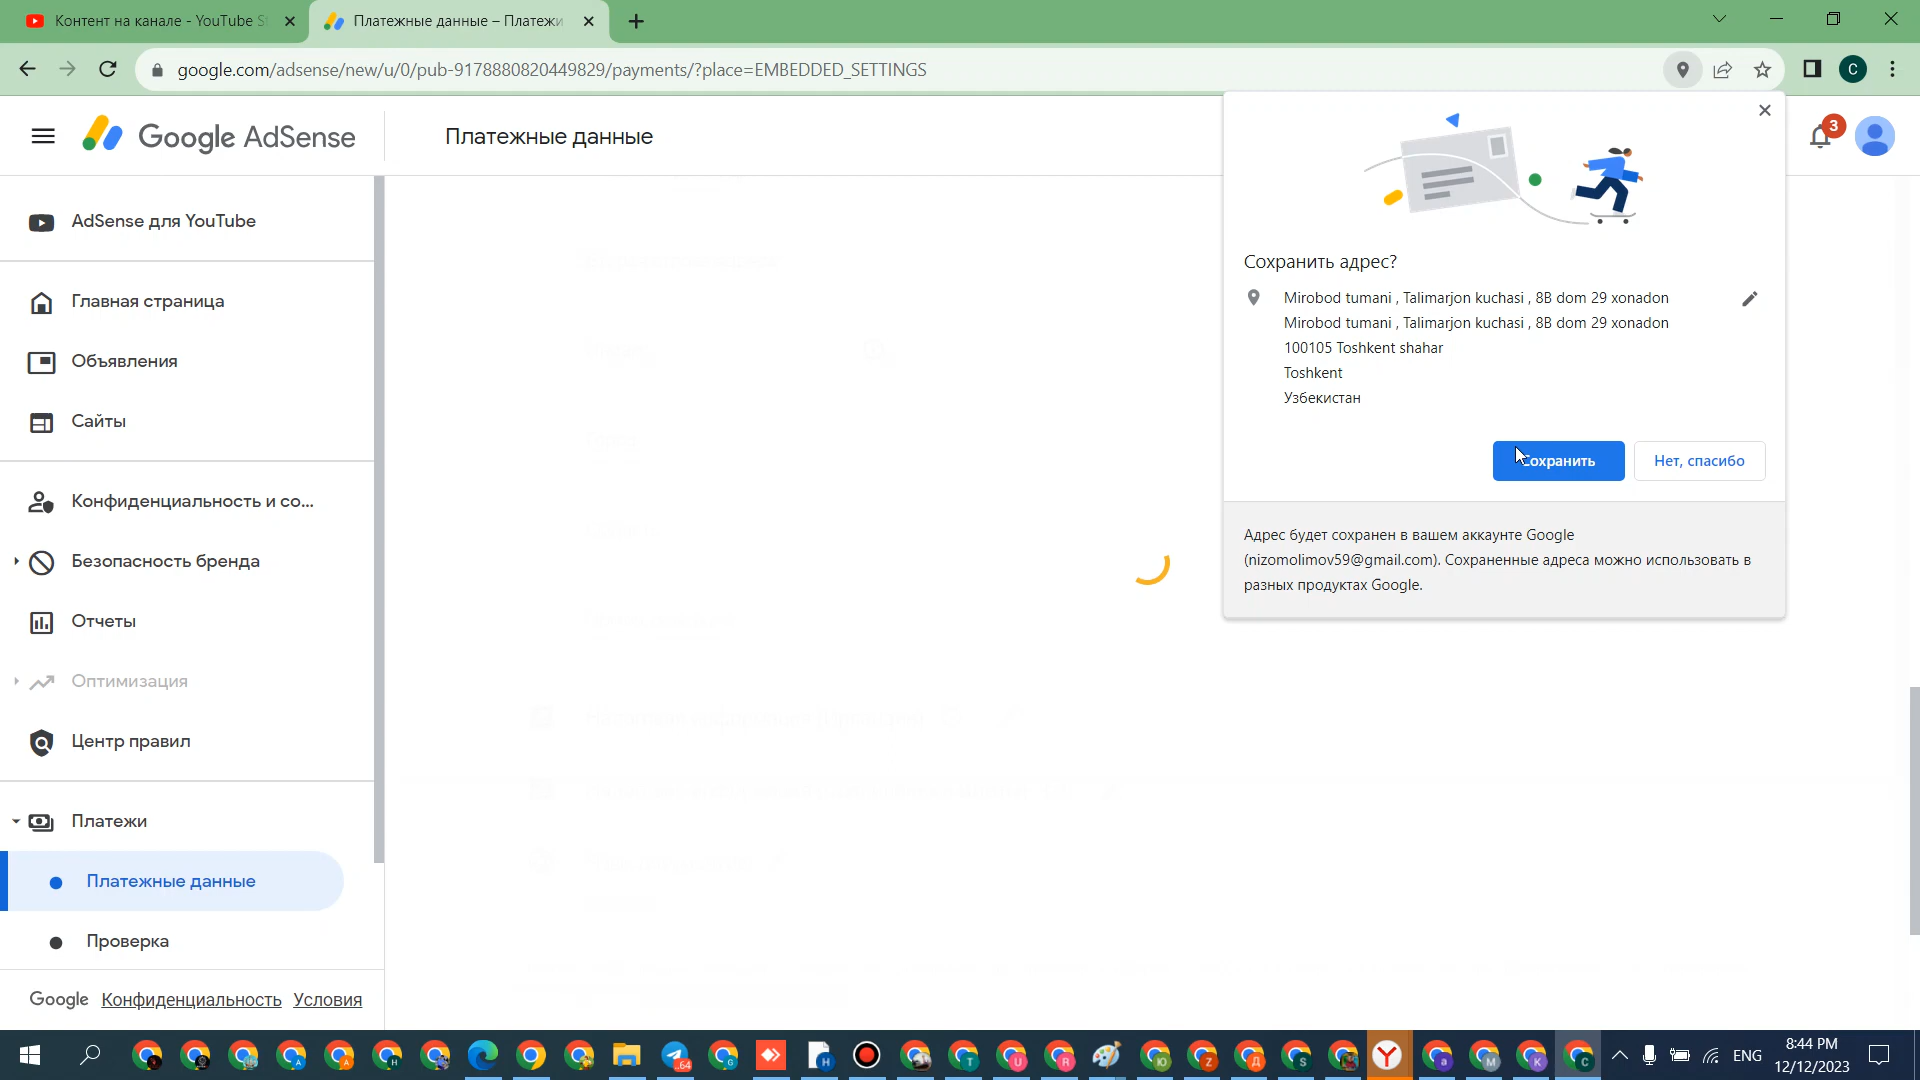 Контент на канале - YouTube S
Платежные данные – Платежи
google.com/adsense/new/u/0/pub-9178880820449829/payments/?place=EMBEDDED_SETTINGS
C
Google AdSense
Платежные данные
3
AdSense для YouTube
Главная страница
Объявления
Сайты
Конфиденциальность и со...
Безопасность бренда
Отчеты
Оптимизация
Центр правил
Платежи
Платежные данные
Проверка
Google Конфиденциальность Условия
Сохранить адрес?
Mirobod tumani , Talimarjon kuchasi , 8B dom 29 xonadon
Mirobod tumani , Talimarjon kuchasi , 8B dom 29 xonadon
100105 Toshkent shahar
Toshkent
Узбекистан
Сохранить
Нет, спасибо
Адрес будет сохранен в вашем аккаунте Google
(nizomolimov59@gmail.com). Сохраненные адреса можно использовать в
разных продуктах Google.
ENG
8:44 PM
12/12/2023